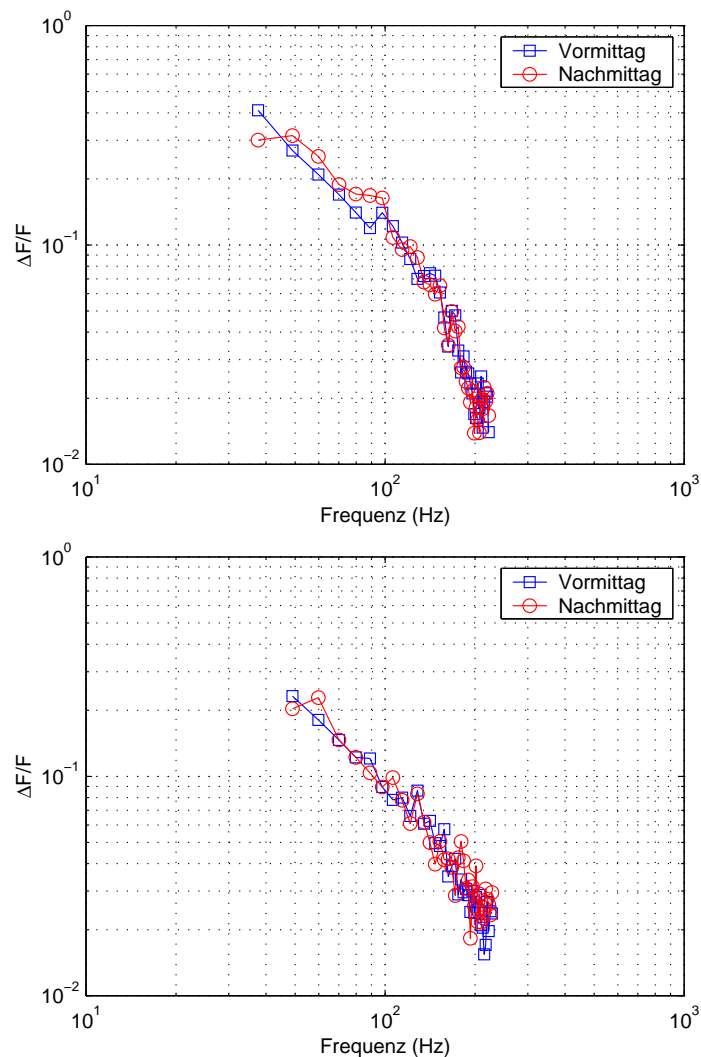 10^0
Vormittag
Nachmittag
10^-1
ΔF/F
10^-2
10^1
10^2
10^3
Frequenz (Hz)
10^0
Vormittag
Nachmittag
10^-1
ΔF/F
10^-2
10^1
10^2
10^3
Frequenz (Hz)